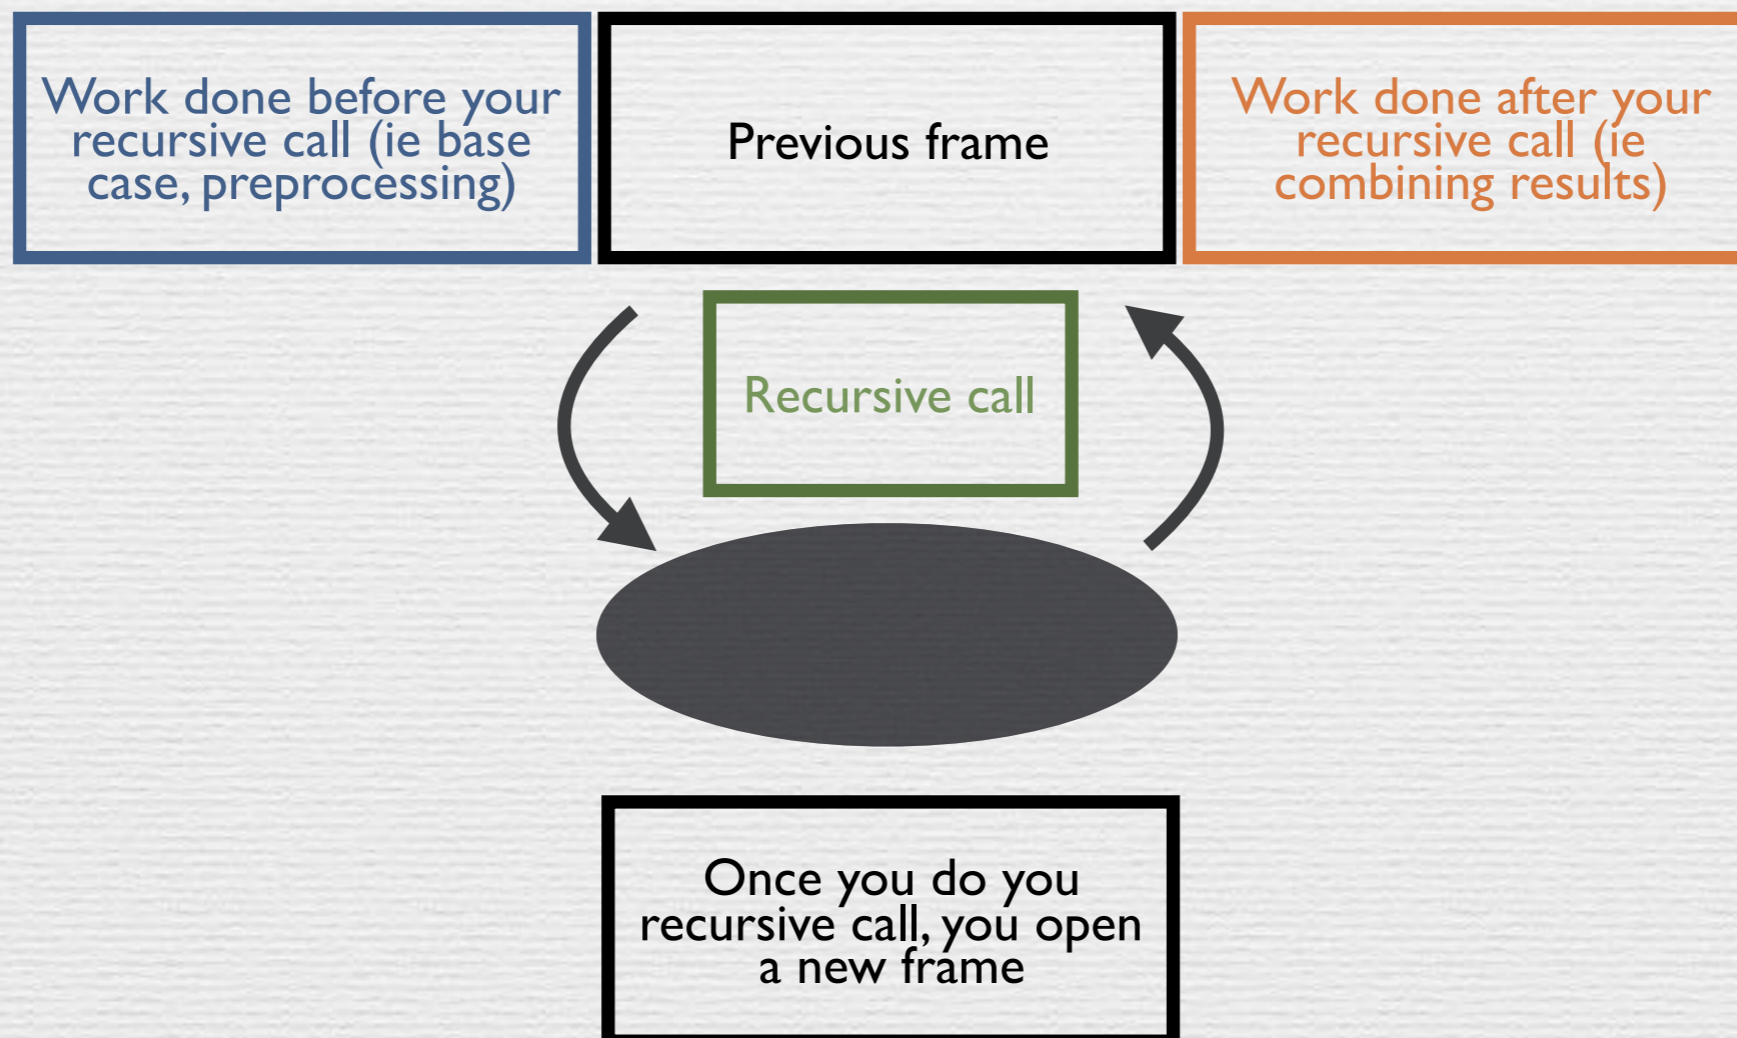 Work done before your
recursive call (ie base
case, preprocessing)
Previous frame
Work done after your
recursive call (ie
combining results)
Recursive call
Once you do you
recursive call, you open
a new frame